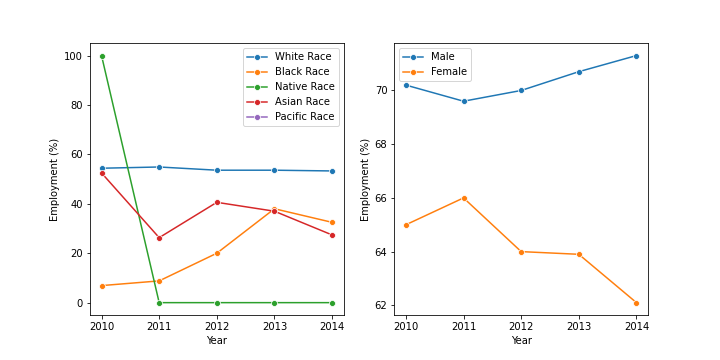 100
80
60
40
20
0
Employment (%)
2010 2011 2012 2013 2014
Year
White Race
Black Race
Native Race
Asian Race
Pacific Race
70
68
66
64
62
Employment (%)
2010 2011 2012 2013 2014
Year
Male
Female